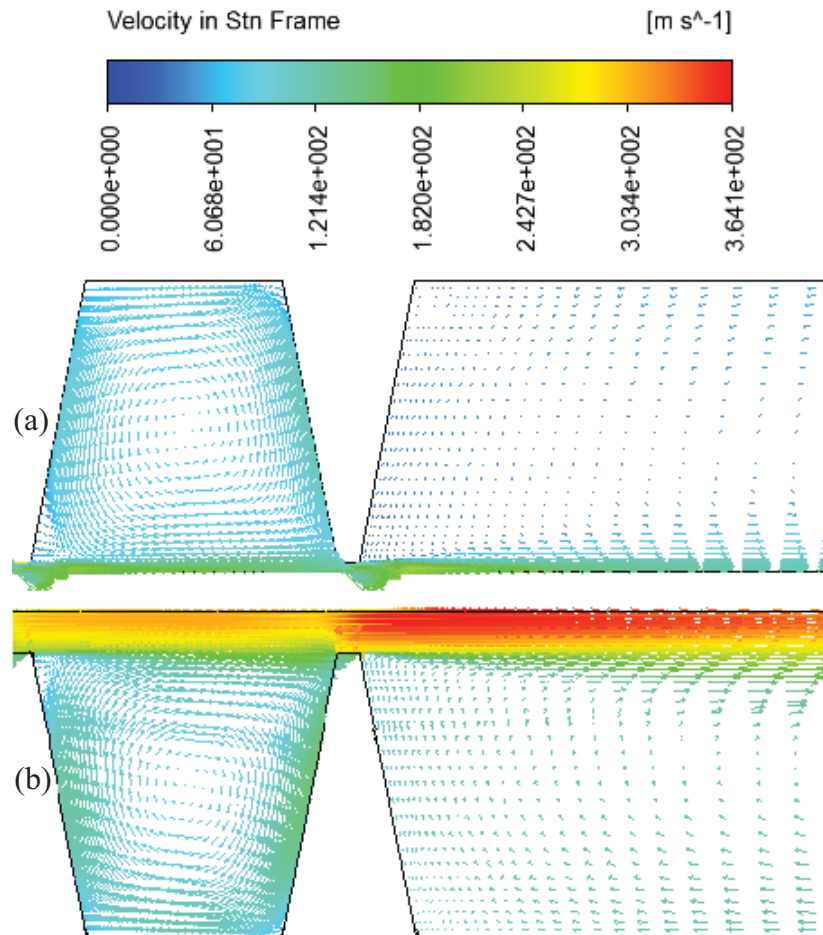 Velocity in Stn Frame [m s^-1]
0.000e+000
6.068e+001
1.214e+002
1.820e+002
2.427e+002
3.034e+002
3.641e+002
(a)
(b)